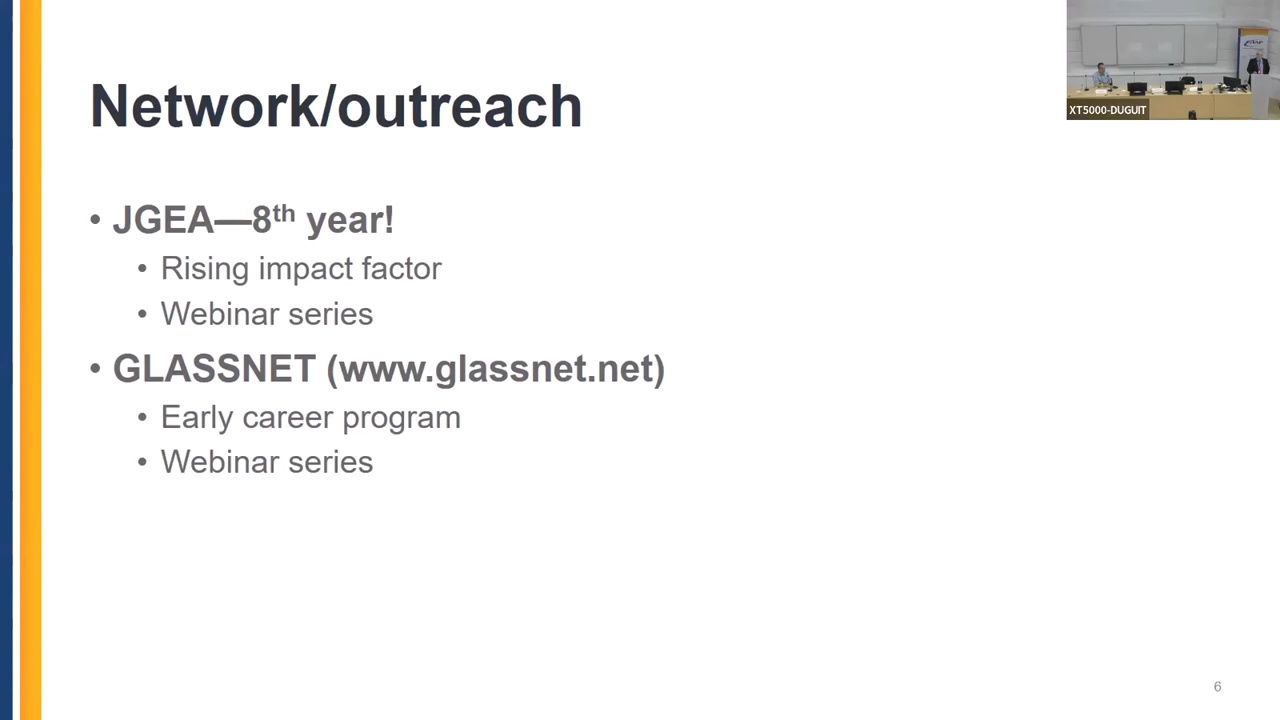 Network/outreach
• JGEA—8th year!
• Rising impact factor
• Webinar series
• GLASSNET (www.glassnet.net)
• Early career program
• Webinar series
XT5000-DUGUIT
6